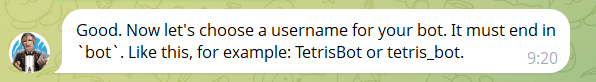 Good. Now let's choose a username for your bot. It must end in
`bot`. Like this, for example: TetrisBot or tetris_bot.
9:20